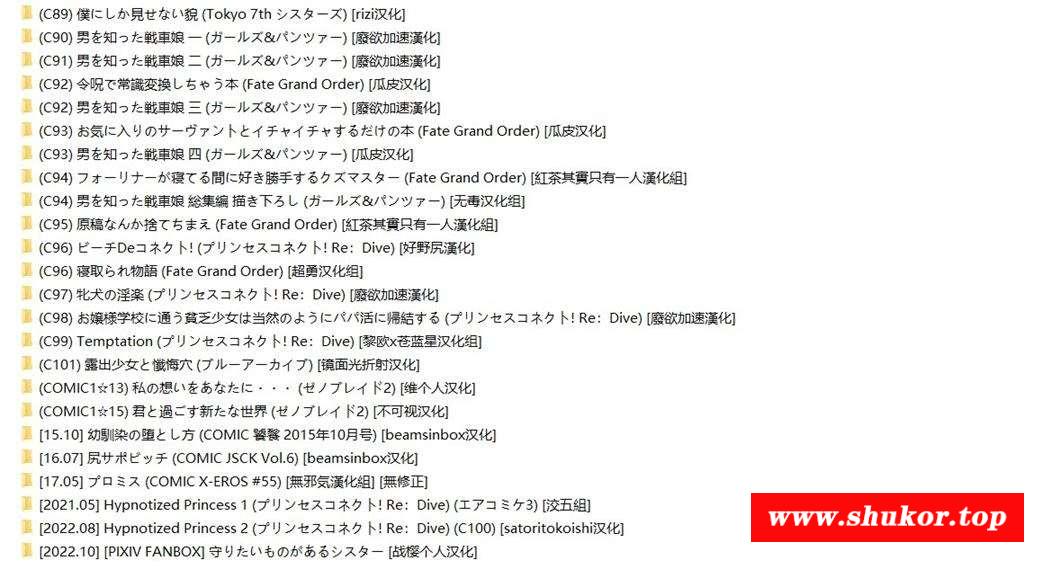 (C89) 僕にしか見せない貌 (Tokyo 7th シスターズ) [rizi汉化]
(C90) 男を知った戦車娘 一 (ガールズ&パンツァー) [廢欲加速漢化]
(C91) 男を知った戦車娘 二 (ガールズ&パンツァー) [廢欲加速漢化]
(C92) 令呪で常識変換しちゃう本 (Fate Grand Order) [瓜皮汉化]
(C92) 男を知った戦車娘 三 (ガールズ&パンツァー) [廢欲加速漢化]
(C93) お気に入りのサーヴァントとイチャイチャするだけの本 (Fate Grand Order) [瓜皮汉化]
(C93) 男を知った戦車娘 四 (ガールズ&パンツァー) [瓜皮汉化]
(C94) フォーリナーが寝てる間に好き勝手するクズマスター (Fate Grand Order) [紅茶其實只有一人漢化組]
(C94) 男を知った戦車娘 総集編 描き下ろし (ガールズ&パンツァー) [无毒汉化组]
(C95) 原稿なんか捨てちまえ (Fate Grand Order) [紅茶其實只有一人漢化組]
(C96) ビーチDeコネクト! (プリンセスコネクト! Re：Dive) [好野尻漢化]
(C96) 寝取られ物語 (Fate Grand Order) [超勇汉化组]
(C97) 牝犬の淫楽 (プリンセスコネクト! Re：Dive) [廢欲加速漢化]
(C98) お嬢様学校に通う貧乏少女は当然のようにパパ活に帰結する (プリンセスコネクト! Re：Dive) [廢欲加速漢化]
(C99) Temptation (プリンセスコネクト! Re：Dive) [黎欧x苍蓝星汉化组]
(C101) 露出少女と懺悔穴 (ブルーアーカイブ) [镜面光折射汉化]
(COMIC1☆13) 私の想いをあなたに・・・ (ゼノブレイド2) [维个人汉化]
(COMIC1☆15) 君と過ごす新たな世界 (ゼノブレイド2) [不可视汉化]
[15.10] 幼馴染の堕とし方 (COMIC 饕餮 2015年10月号) [beamsinbox汉化]
[16.07] 尻サポビッチ (COMIC JSCK Vol.6) [beamsinbox汉化]
[17.05] プロミス (COMIC X-EROS #55) [無邪気漢化組] [無修正]
[2021.05] Hypnotized Princess 1 (プリンセスコネクト! Re：Dive) (エアコミケ3) [洨五組]
[2022.08] Hypnotized Princess 2 (プリンセスコネクト! Re：Dive) (C100) [satoritokoishi汉化]
[2022.10] [PIXIV FANBOX] 守りたいものがあるシスター [战樱个人汉化]
www.shukor.top